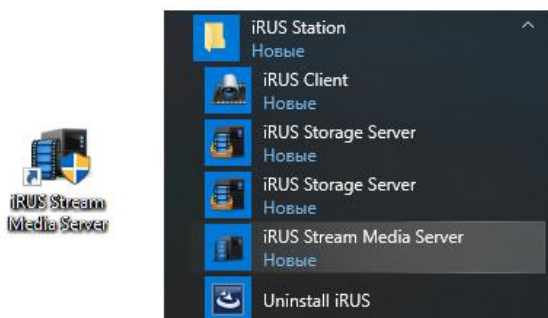 iRUS Stream
Media Server
iRUS Station
Новые
iRUS Client
Новые
iRUS Storage Server
Новые
iRUS Storage Server
Новые
iRUS Stream Media Server
Новые
Uninstall iRUS